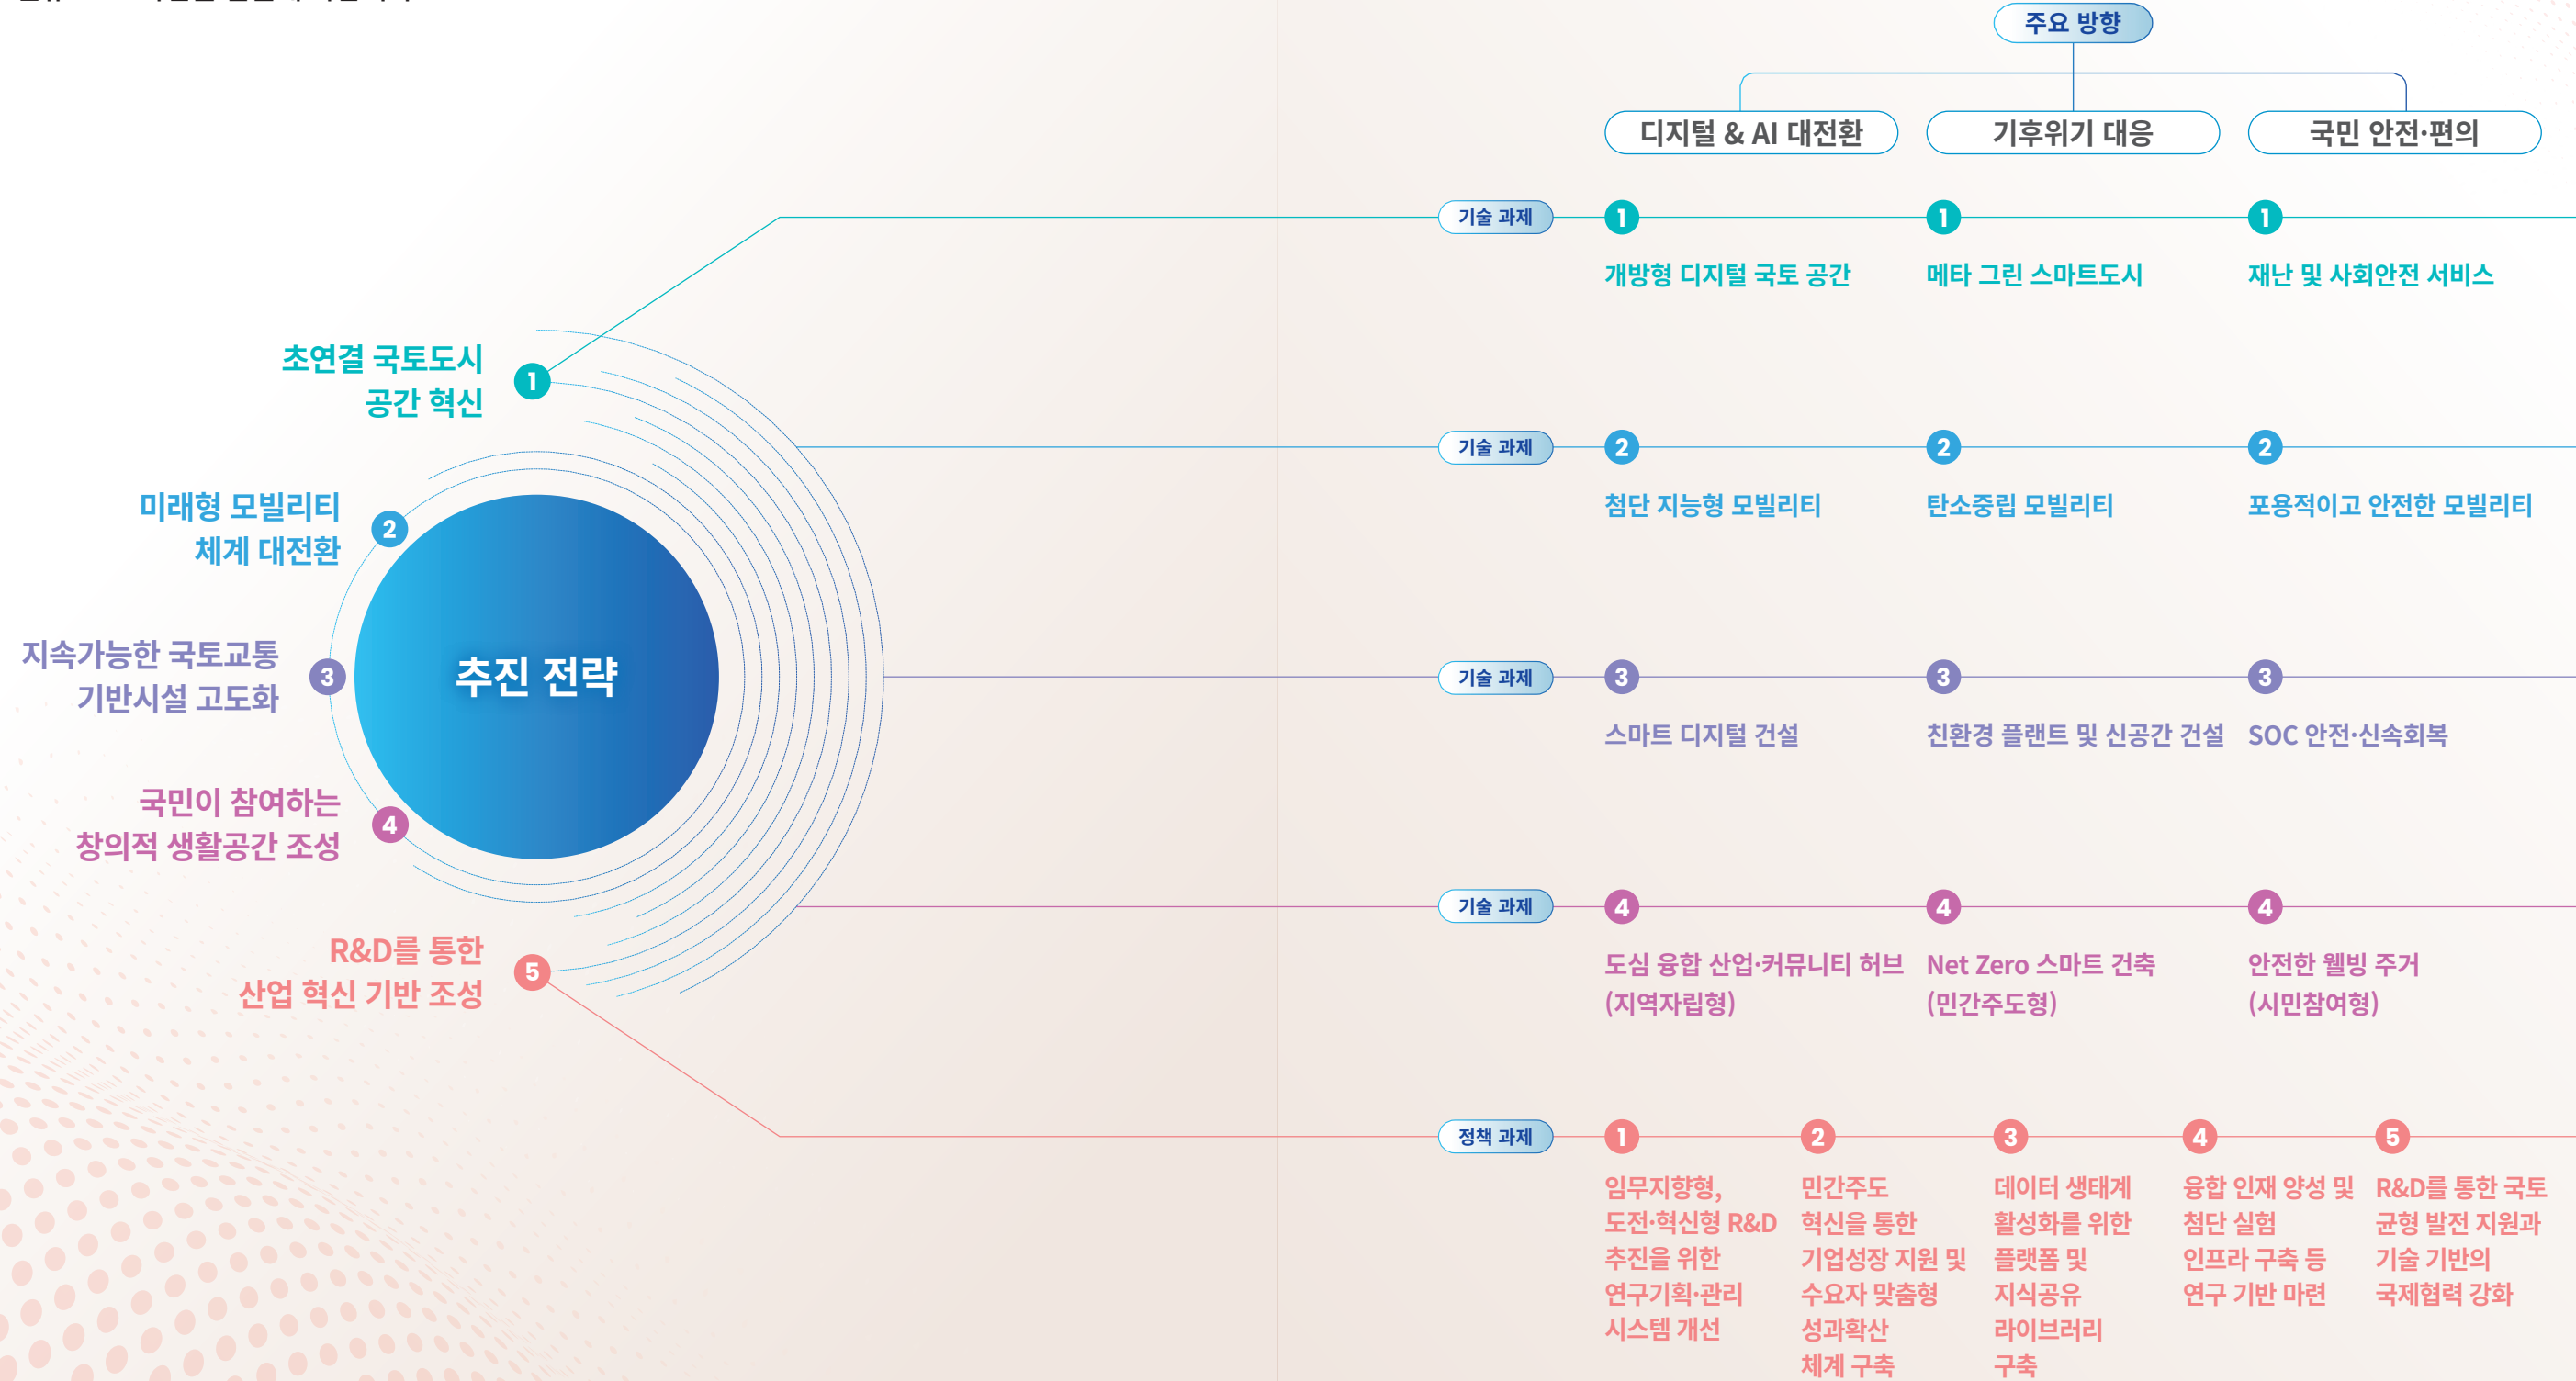 주요 방향
디지털 & AI 대전환
기후위기 대응
국민 안전·편의
추진 전략
1
초연결 국토도시
공간 혁신
2
미래형 모빌리티
체계 대전환
3
지속가능한 국토교통
기반시설 고도화
4
국민이 참여하는
창의적 생활공간 조성
5
R&D를 통한
산업 혁신 기반 조성
기술 과제
1
개방형 디지털 국토 공간
1
메타 그린 스마트도시
1
재난 및 사회안전 서비스
기술 과제
2
첨단 지능형 모빌리티
2
탄소중립 모빌리티
2
포용적이고 안전한 모빌리티
기술 과제
3
스마트 디지털 건설
3
친환경 플랜트 및 신공간 건설
3
SOC 안전·신속회복
기술 과제
4
도심 융합 산업·커뮤니티 허브
(지역자립형)
4
Net Zero 스마트 건축
(민간주도형)
4
안전한 웰빙 주거
(시민참여형)
정책 과제
1
임무지향형,
도전·혁신형 R&D
추진을 위한
연구기획·관리
시스템 개선
2
민간주도
혁신을 통한
기업성장 지원 및
수요자 맞춤형
성과확산
체계 구축
3
데이터 생태계
활성화를 위한
플랫폼 및
지식공유
라이브러리
구축
4
융합 인재 양성 및
첨단 실험
인프라 구축 등
연구 기반 마련
5
R&D를 통한 국토
균형 발전 지원과
기술 기반의
국제협력 강화